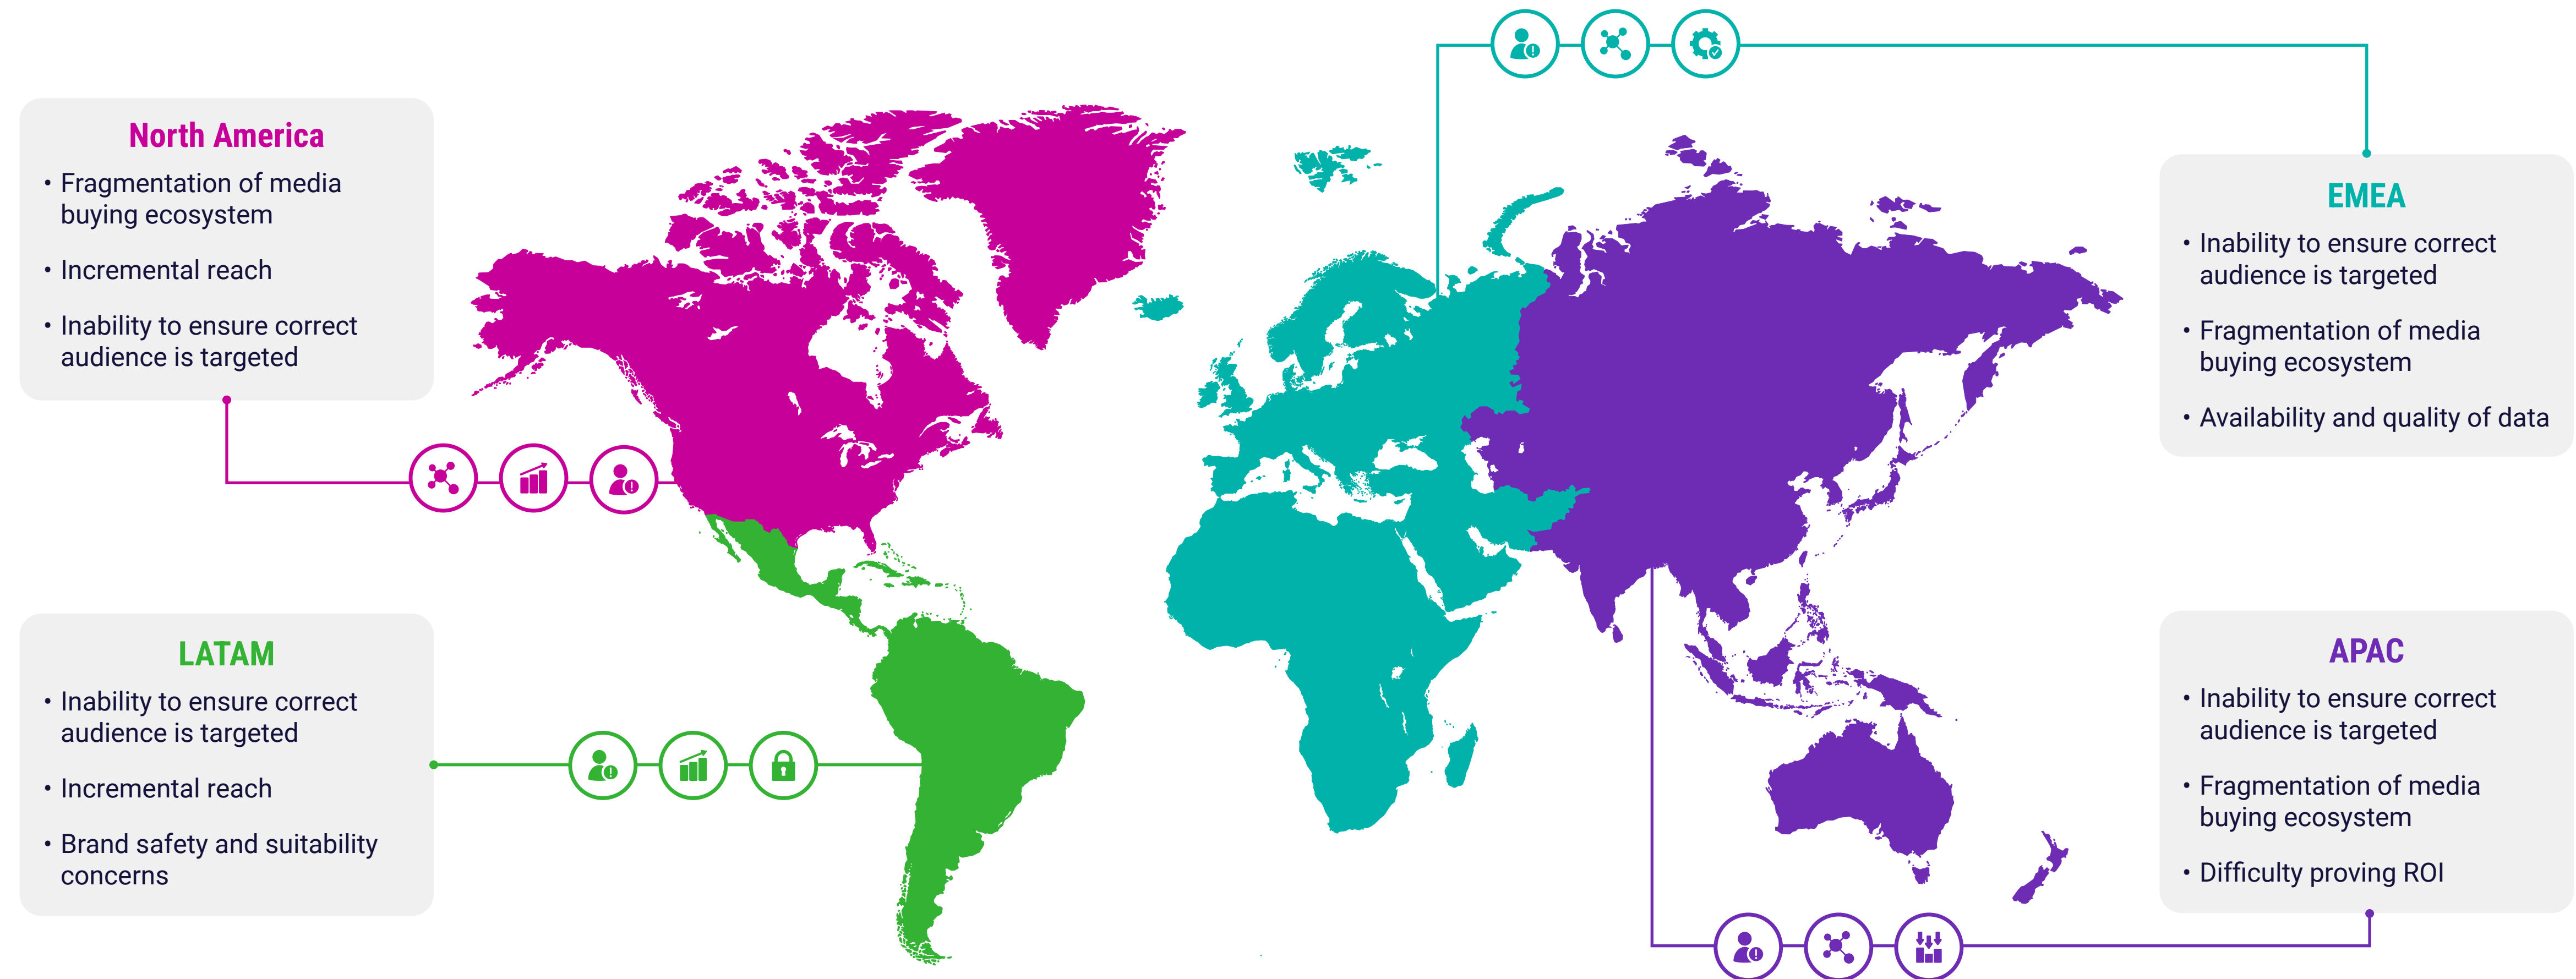 North America
• Fragmentation of media
buying ecosystem
• Incremental reach
• Inability to ensure correct
audience is targeted
EMEA
• Inability to ensure correct
audience is targeted
• Fragmentation of media
buying ecosystem
• Availability and quality of data
LATAM
• Inability to ensure correct
audience is targeted
• Incremental reach
• Brand safety and suitability
concerns
APAC
• Inability to ensure correct
audience is targeted
• Fragmentation of media
buying ecosystem
• Difficulty proving ROI